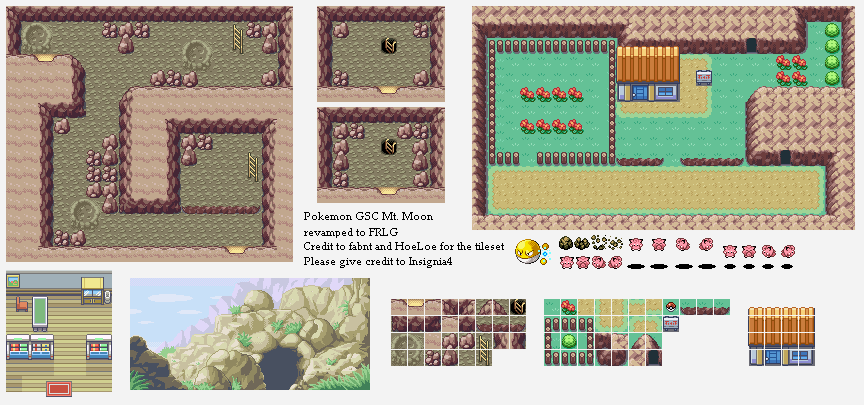 Pokemon GSC Mt. Moon
revamped to FRLG
Credit to fabnt and HoeLoe for the tileset
Please give credit to Insignia4